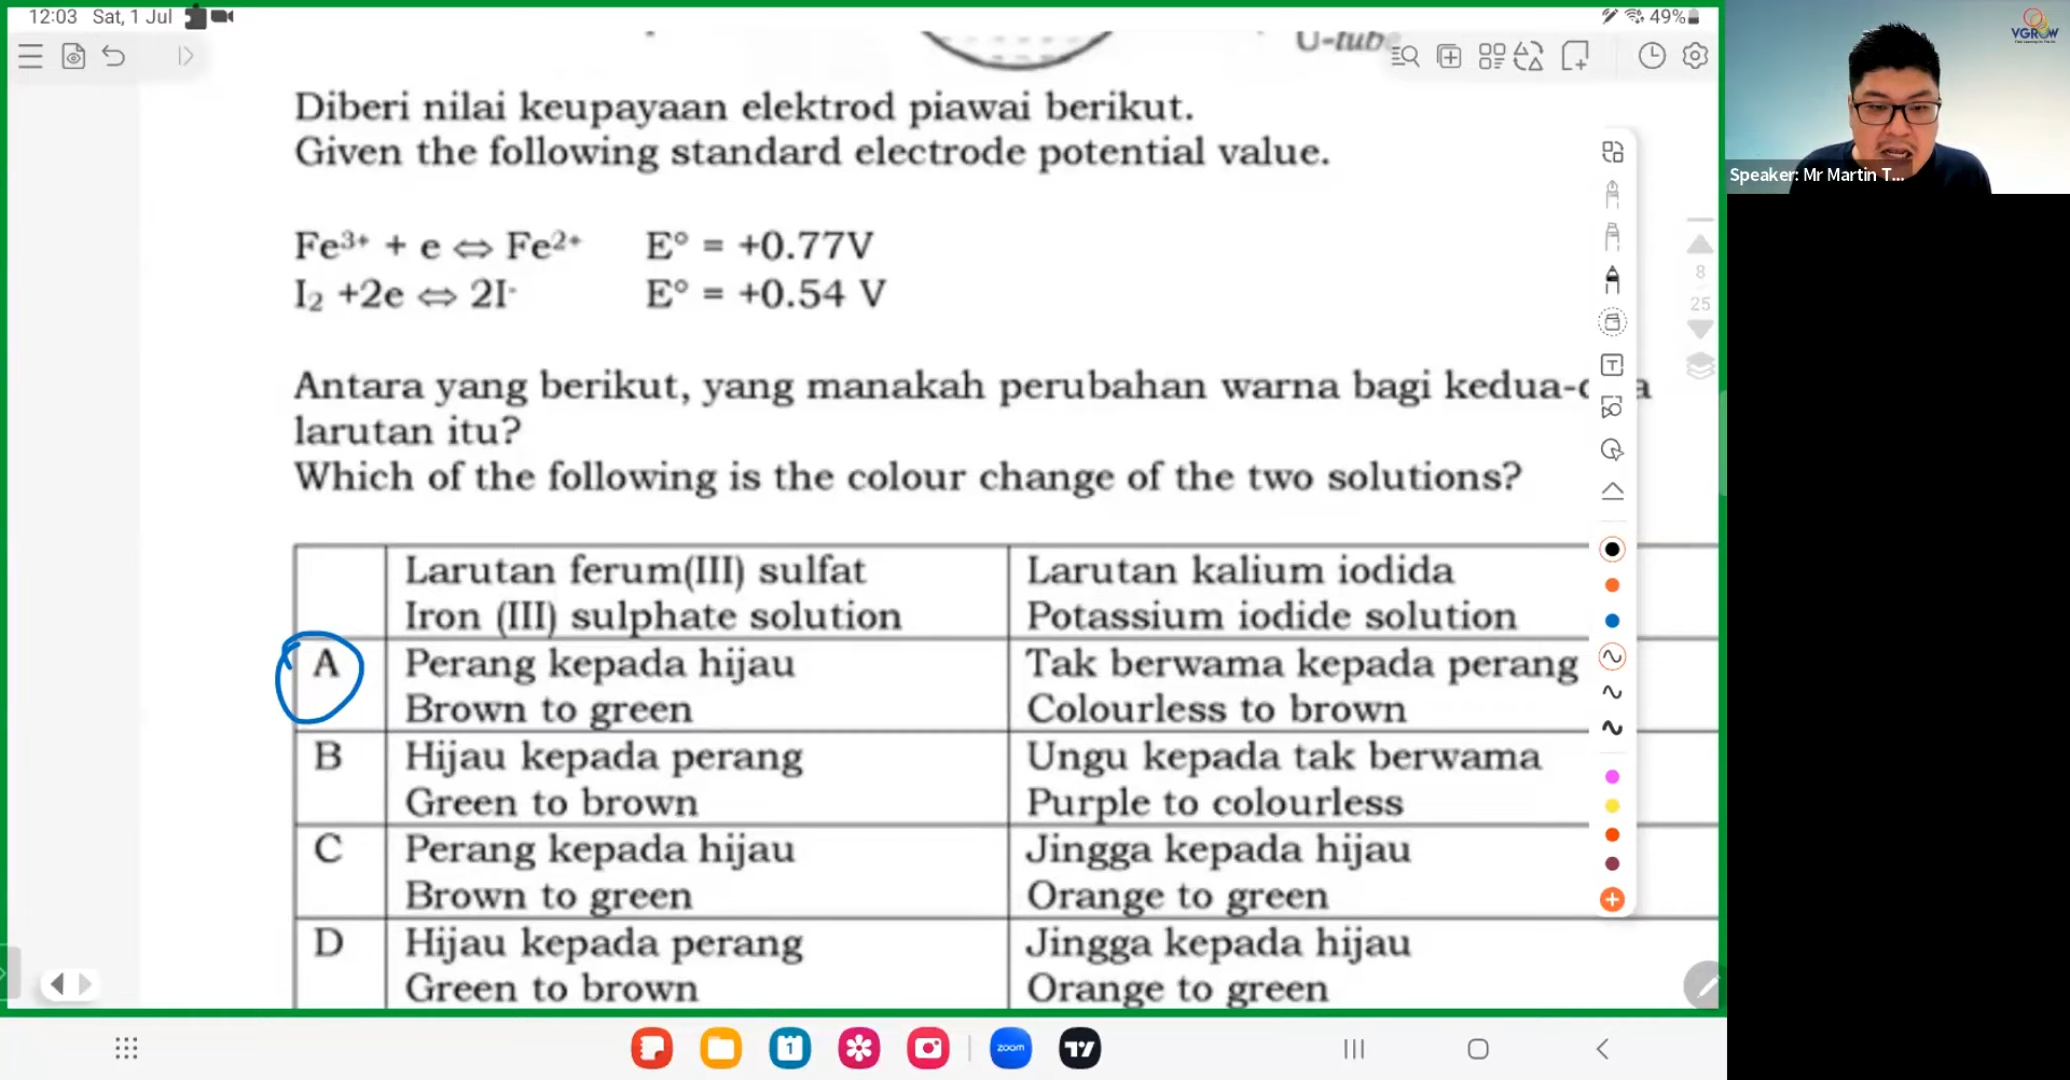 12:03 Sat, 1 Jul
49%
U-tube
Diberi nilai keupayaan elektrod piawai berikut.
Given the following standard electrode potential value.
Fe³⁺ + e ⇔ Fe²⁺ E° = +0.77V
I₂ +2e ⇔ 2I⁻ E° = +0.54 V
Antara yang berikut, yang manakah perubahan warna bagi
larutan itu?
Which of the following is the colour change of the two solutions?
Larutan ferum(III) sulfat
Iron (III) sulphate solution
Larutan kalium iodida
Potassium iodide solution
A
Perang kepada hijau
Brown to green
Tak berwama kepada perang
Colourless to brown
B
Hijau kepada perang
Green to brown
Ungu kepada tak berwama
Purple to colourless
C
Perang kepada hijau
Brown to green
Jingga kepada hijau
Orange to green
D
Hijau kepada perang
Green to brown
Jingga kepada hijau
Orange to green
8
25
1
zoom
VGROW
Speaker: Mr Martin T...